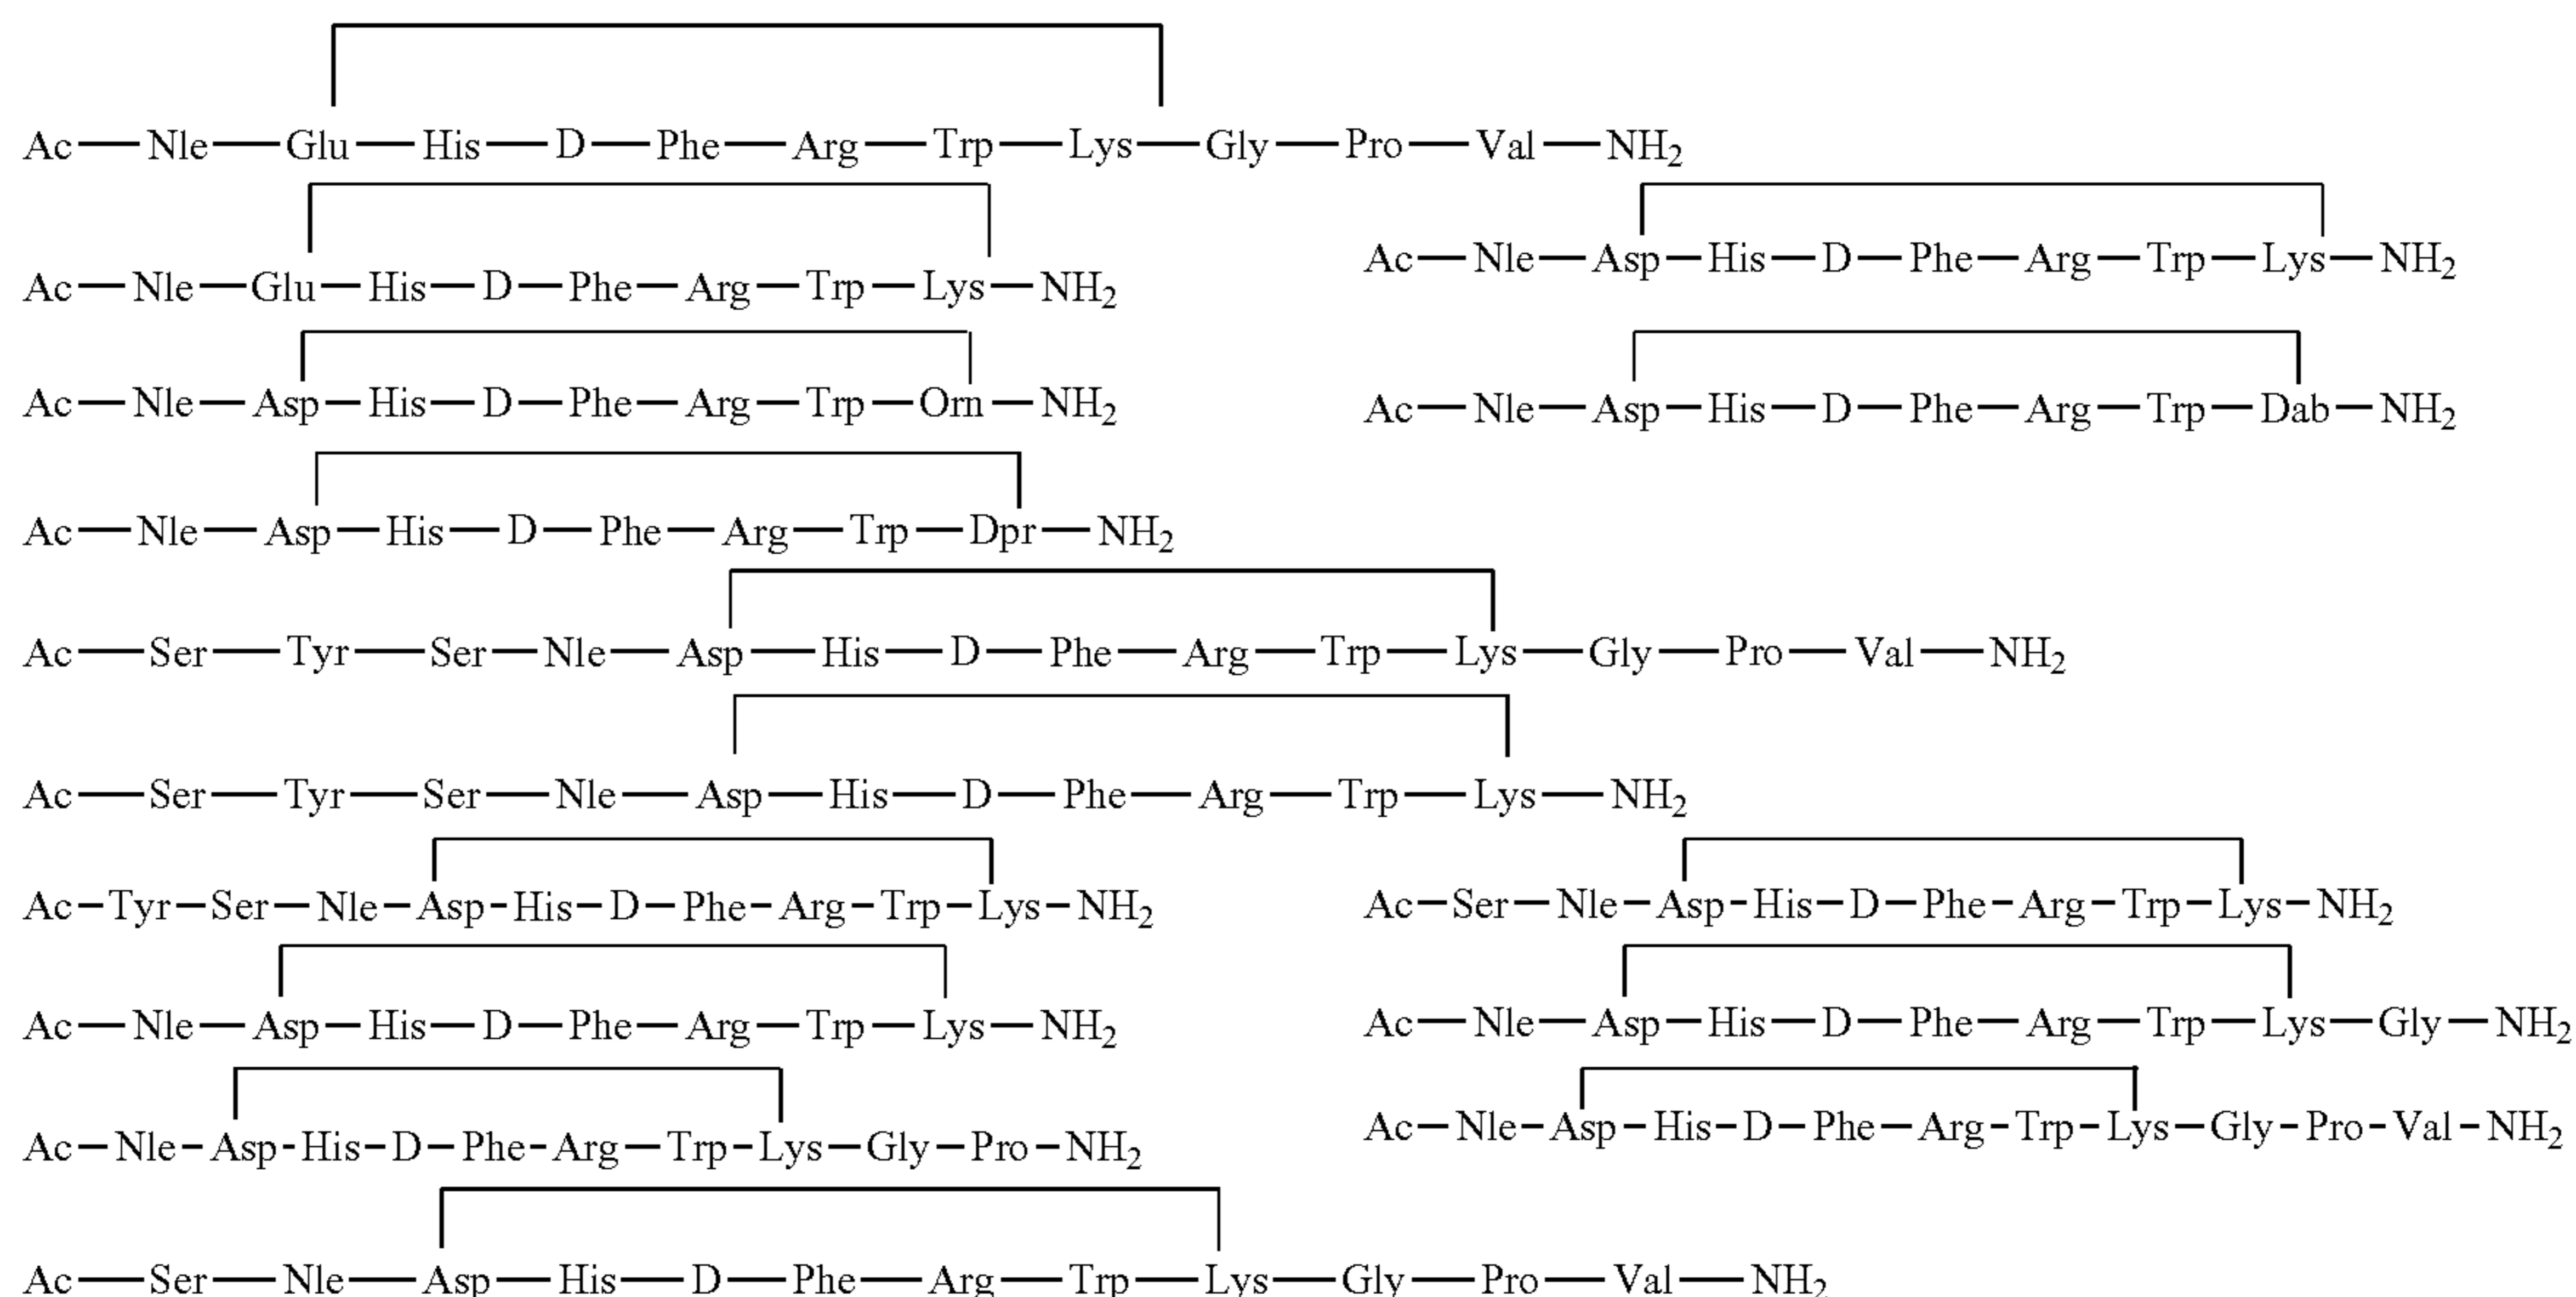 Ac—Nle—Glu—His—D—Phe—Arg—Trp—Lys—Gly—Pro—Val—NH₂
Ac—Nle—Glu—His—D—Phe—Arg—Trp—Lys—NH₂
Ac—Nle—Asp—His—D—Phe—Arg—Trp—Lys—NH₂
Ac—Nle—Asp—His—D—Phe—Arg—Trp—Orn—NH₂
Ac—Nle—Asp—His—D—Phe—Arg—Trp—Dab—NH₂
Ac—Nle—Asp—His—D—Phe—Arg—Trp—Dpr—NH₂
Ac—Ser—Tyr—Ser—Nle—Asp—His—D—Phe—Arg—Trp—Lys—Gly—Pro—Val—NH₂
Ac—Ser—Tyr—Ser—Nle—Asp—His—D—Phe—Arg—Trp—Lys—NH₂
Ac—Tyr—Ser—Nle—Asp—His—D—Phe—Arg—Trp—Lys—NH₂
Ac—Ser—Nle—Asp—His—D—Phe—Arg—Trp—Lys—NH₂
Ac—Nle—Asp—His—D—Phe—Arg—Trp—Lys—NH₂
Ac—Nle—Asp—His—D—Phe—Arg—Trp—Lys—Gly—NH₂
Ac—Nle—Asp—His—D—Phe—Arg—Trp—Lys—Gly—Pro—NH₂
Ac—Nle—Asp—His—D—Phe—Arg—Trp—Lys—Gly—Pro—Val—NH₂
Ac—Ser—Nle—Asp—His—D—Phe—Arg—Trp—Lys—Gly—Pro—Val—NH₂